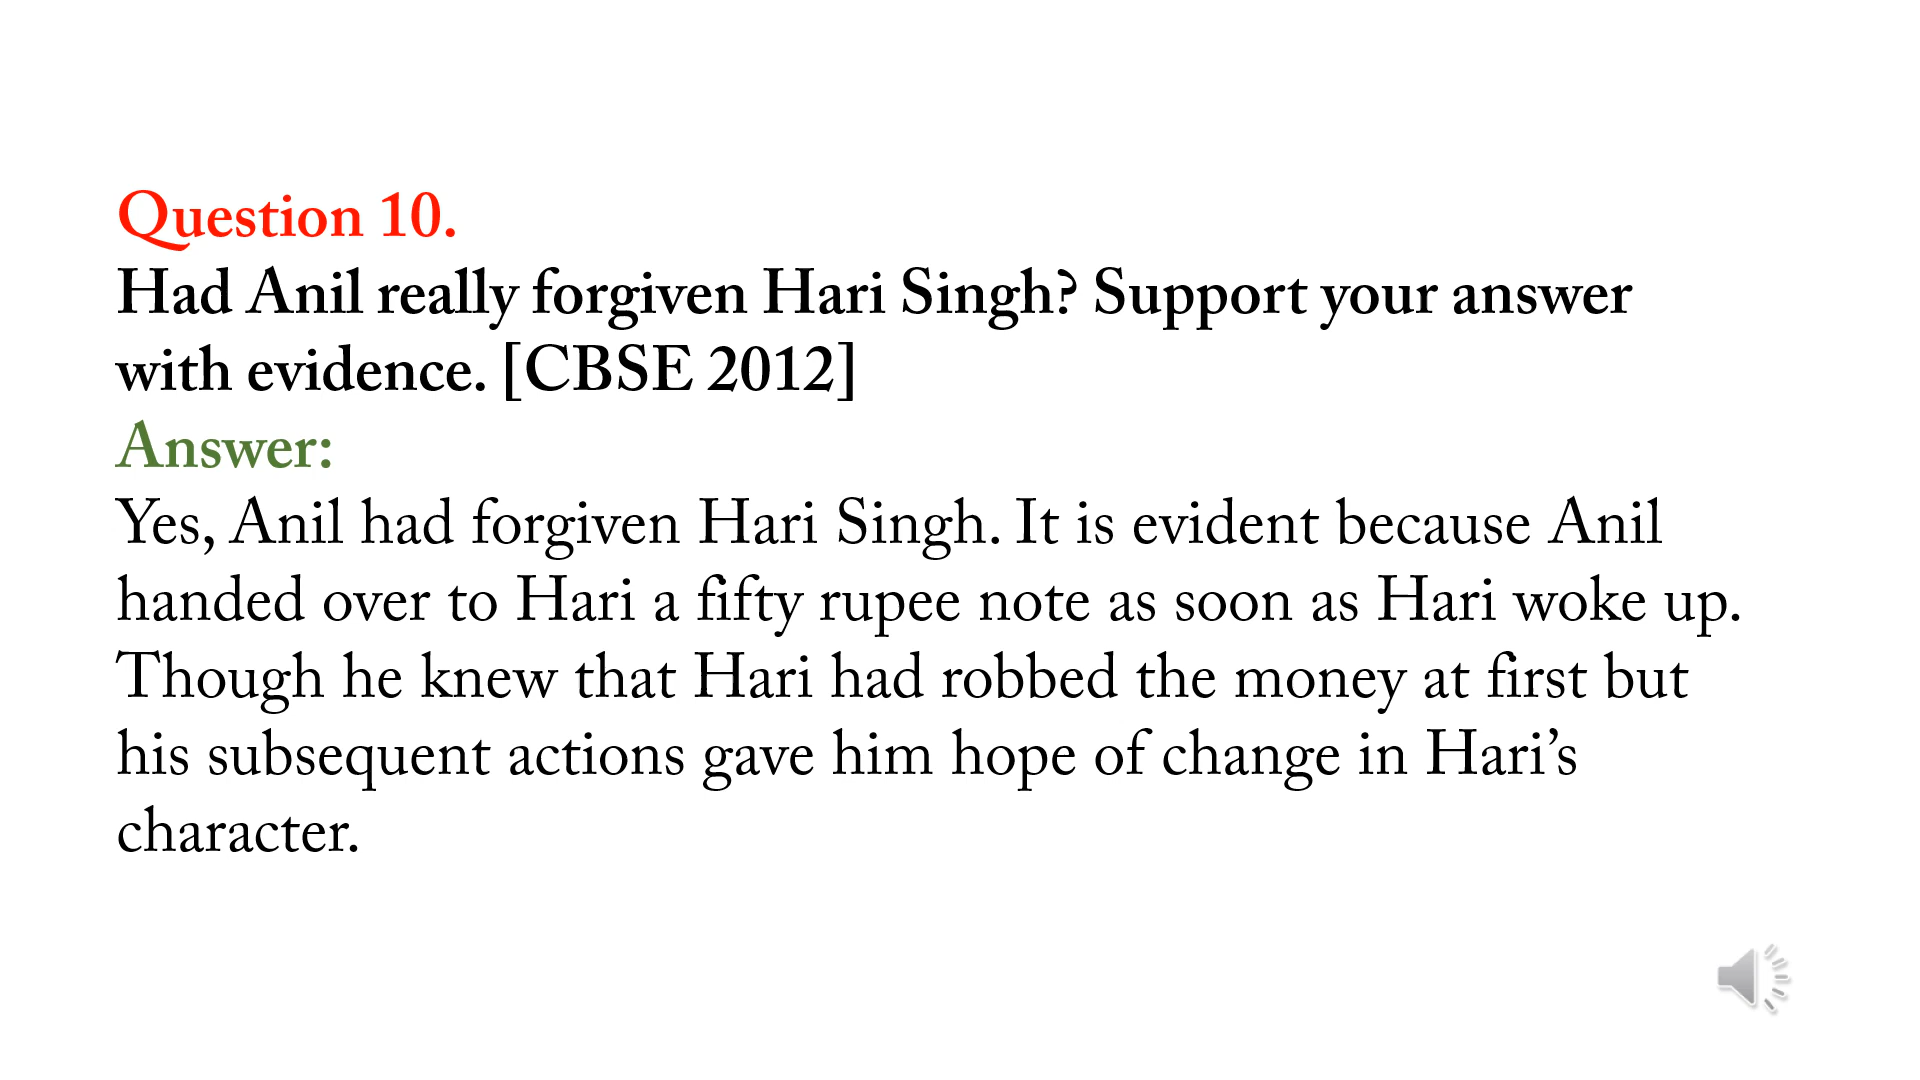 Question 10.
Had Anil really forgiven Hari Singh? Support your answer
with evidence. [CBSE 2012]
Answer:
Yes, Anil had forgiven Hari Singh. It is evident because Anil
handed over to Hari a fifty rupee note as soon as Hari woke up.
Though he knew that Hari had robbed the money at first but
his subsequent actions gave him hope of change in Hari’s
character.